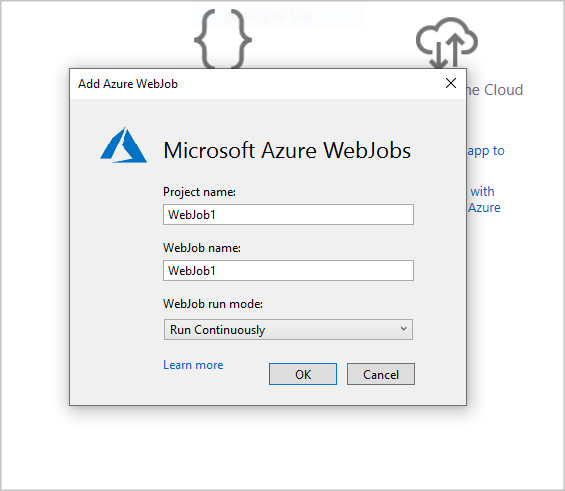 Add Azure WebJob
ne Cloud
Microsoft Azure WebJobs
app to
Project name:
with
WebJob1
Azure
WebJob name:
WebJob1
WebJob run mode:
Run Continuously
Learn more
OK
Cancel